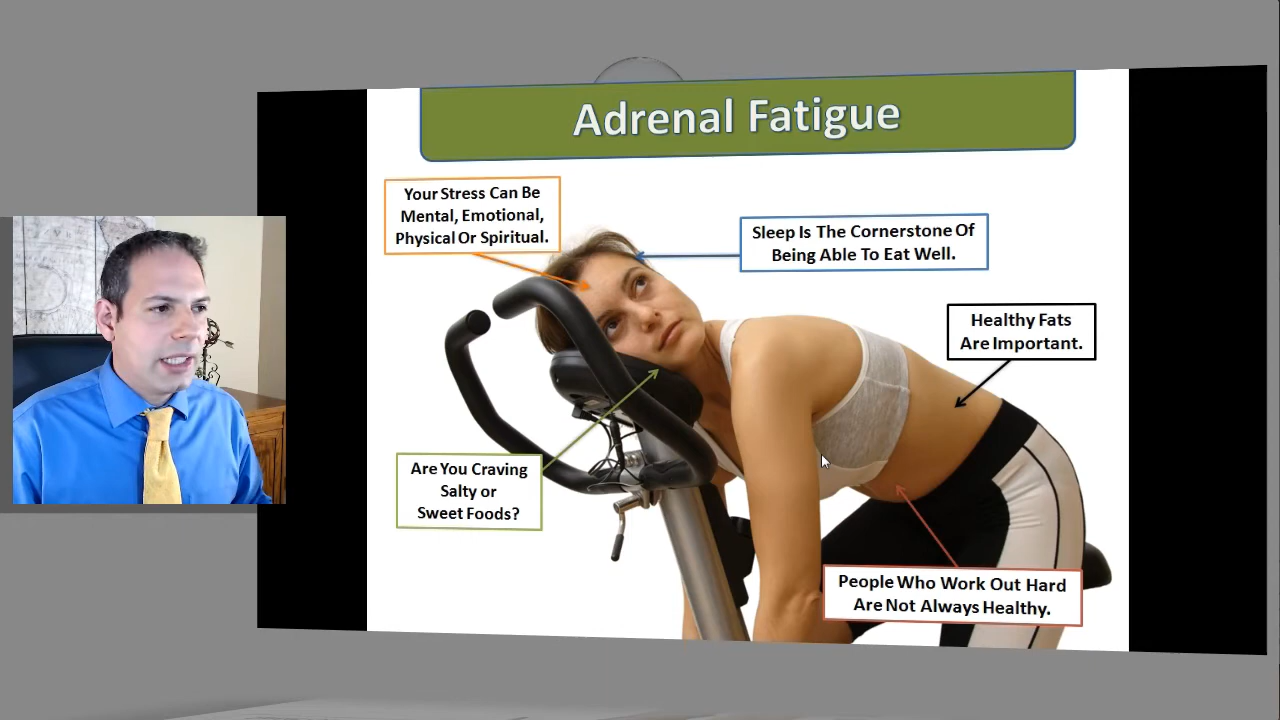 Adrenal Fatigue
Your Stress Can Be
Mental, Emotional,
Physical Or Spiritual.
Sleep Is The Cornerstone Of
Being Able To Eat Well.
Healthy Fats
Are Important.
Are You Craving
Salty or
Sweet Foods?
People Who Work Out Hard
Are Not Always Healthy.